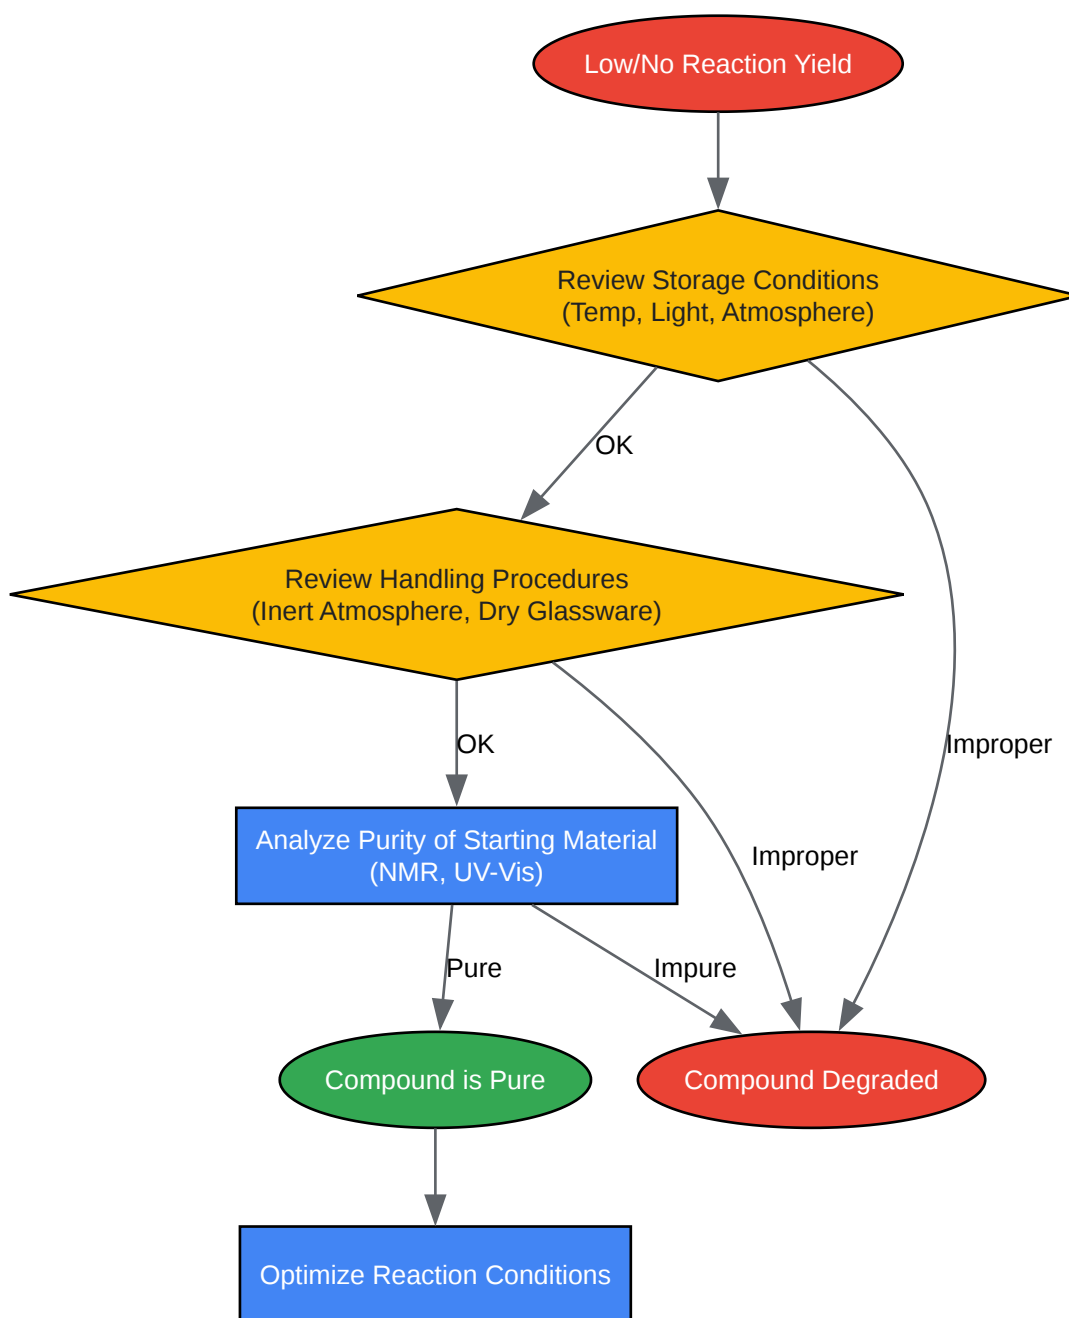 Low/No Reaction Yield
Review Storage Conditions
(Temp, Light, Atmosphere)
OK
Review Handling Procedures
(Inert Atmosphere, Dry Glassware)
OK
Improper
Analyze Purity of Starting Material
(NMR, UV-Vis)
Improper
Pure
Impure
Compound is Pure
Compound Degraded
Optimize Reaction Conditions